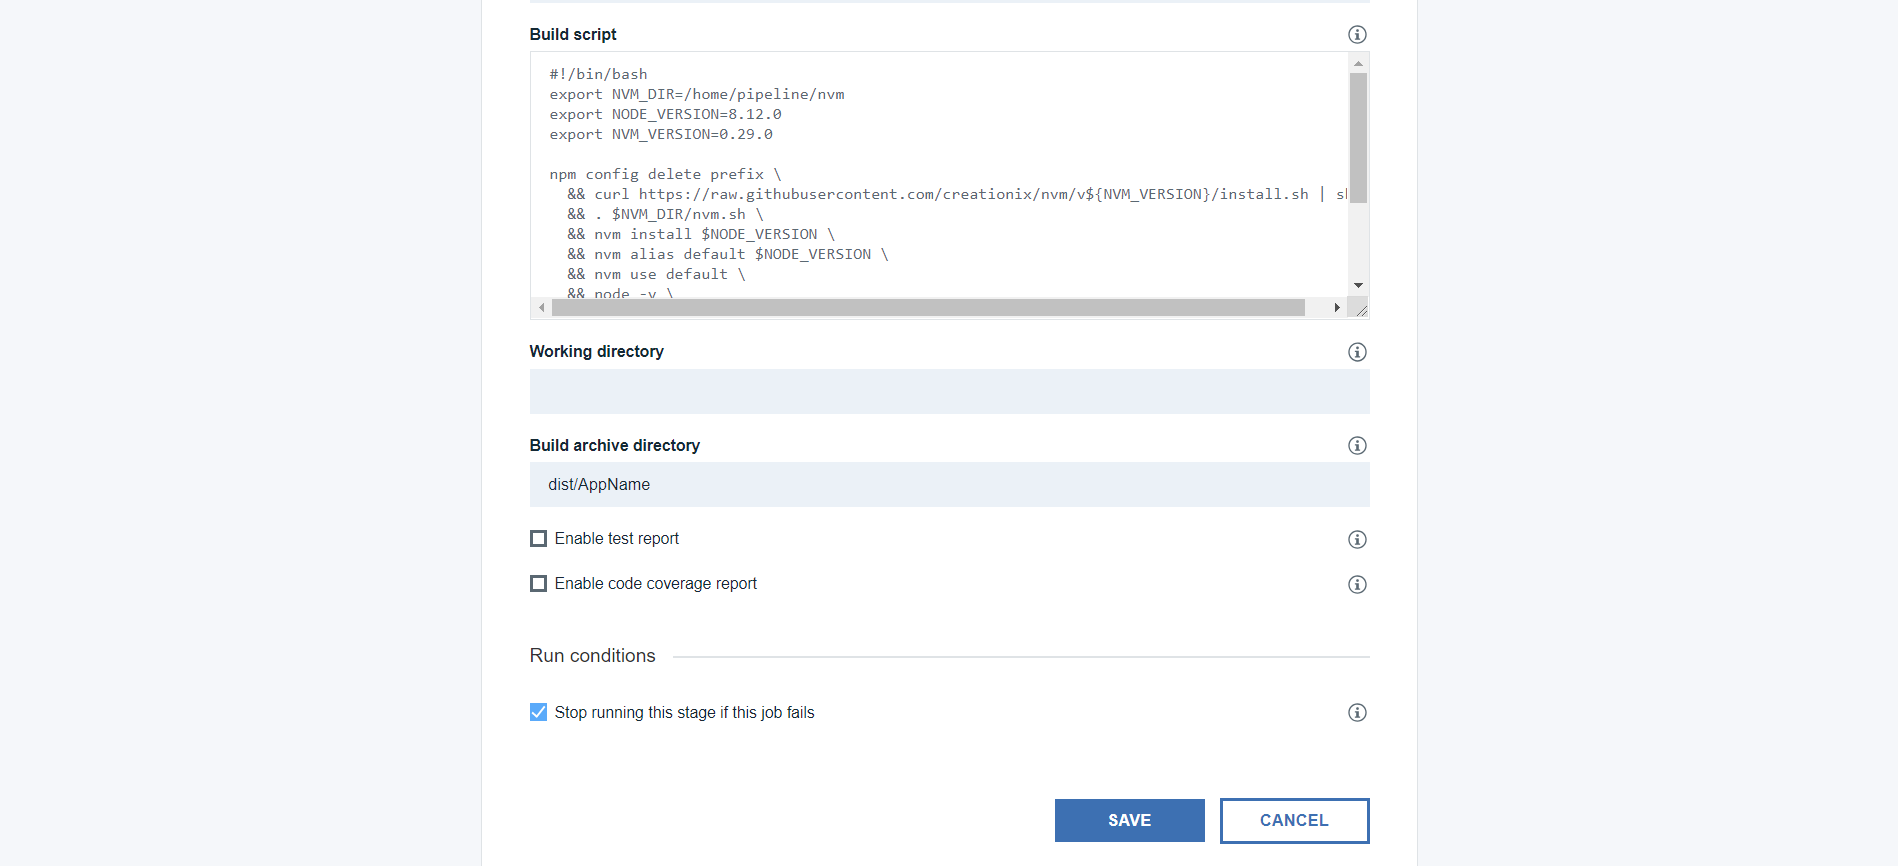 Build script
#!/bin/bash
export NVM_DIR=/home/pipeline/nvm
export NODE_VERSION=8.12.0
export NVM_VERSION=0.29.0
npm config delete prefix \
&& curl https://raw.githubusercontent.com/creationix/nvm/v${NVM_VERSION}/install.sh |
&& . $NVM_DIR/nvm.sh \
&& nvm install $NODE_VERSION \
&& nvm alias default $NODE_VERSION \
&& nvm use default \
&& node -v \
Working directory
Build archive directory
dist/AppName
Enable test report
Enable code coverage report
Run conditions
Stop running this stage if this job fails
SAVE
CANCEL